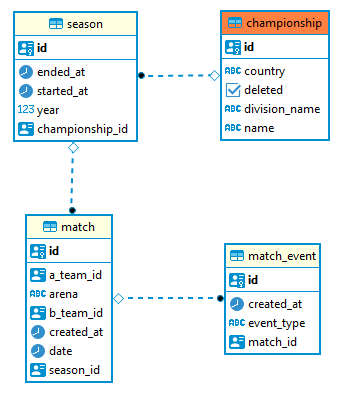 season
id
ended_at
started_at
123 year
championship_id
championship
id
ABC country
deleted
ABC division_name
ABC name
match
id
a_team_id
ABC arena
b_team_id
created_at
date
season_id
match_event
id
created_at
ABC event_type
match_id